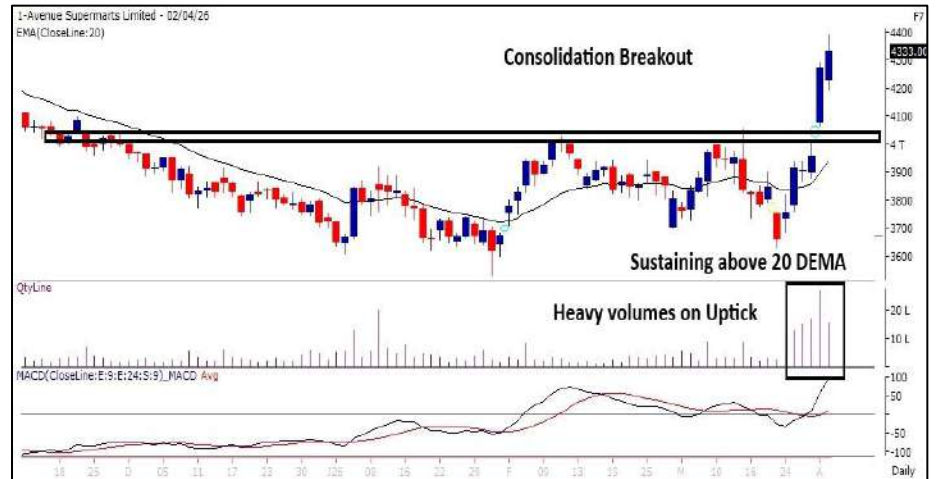 1-Avenue Supermarts Limited - 02/04/26 F7
EMA(CloseLine:20)
Consolidation Breakout
4400
4333.00
4300
4200
4100
4 T
3900
3800
3700
3600
Sustaining above 20 DEMA
QtyLine
Heavy volumes on Uptick
20 L
10 L
MACD(CloseLine:E:9:E:24:S:9)_MACD Avg
100
50
-50
-100
18 25 D 05 11 17 23 30 J26 08 16 22 29 F 09 13 19 25 M 10 16 24 A Daily